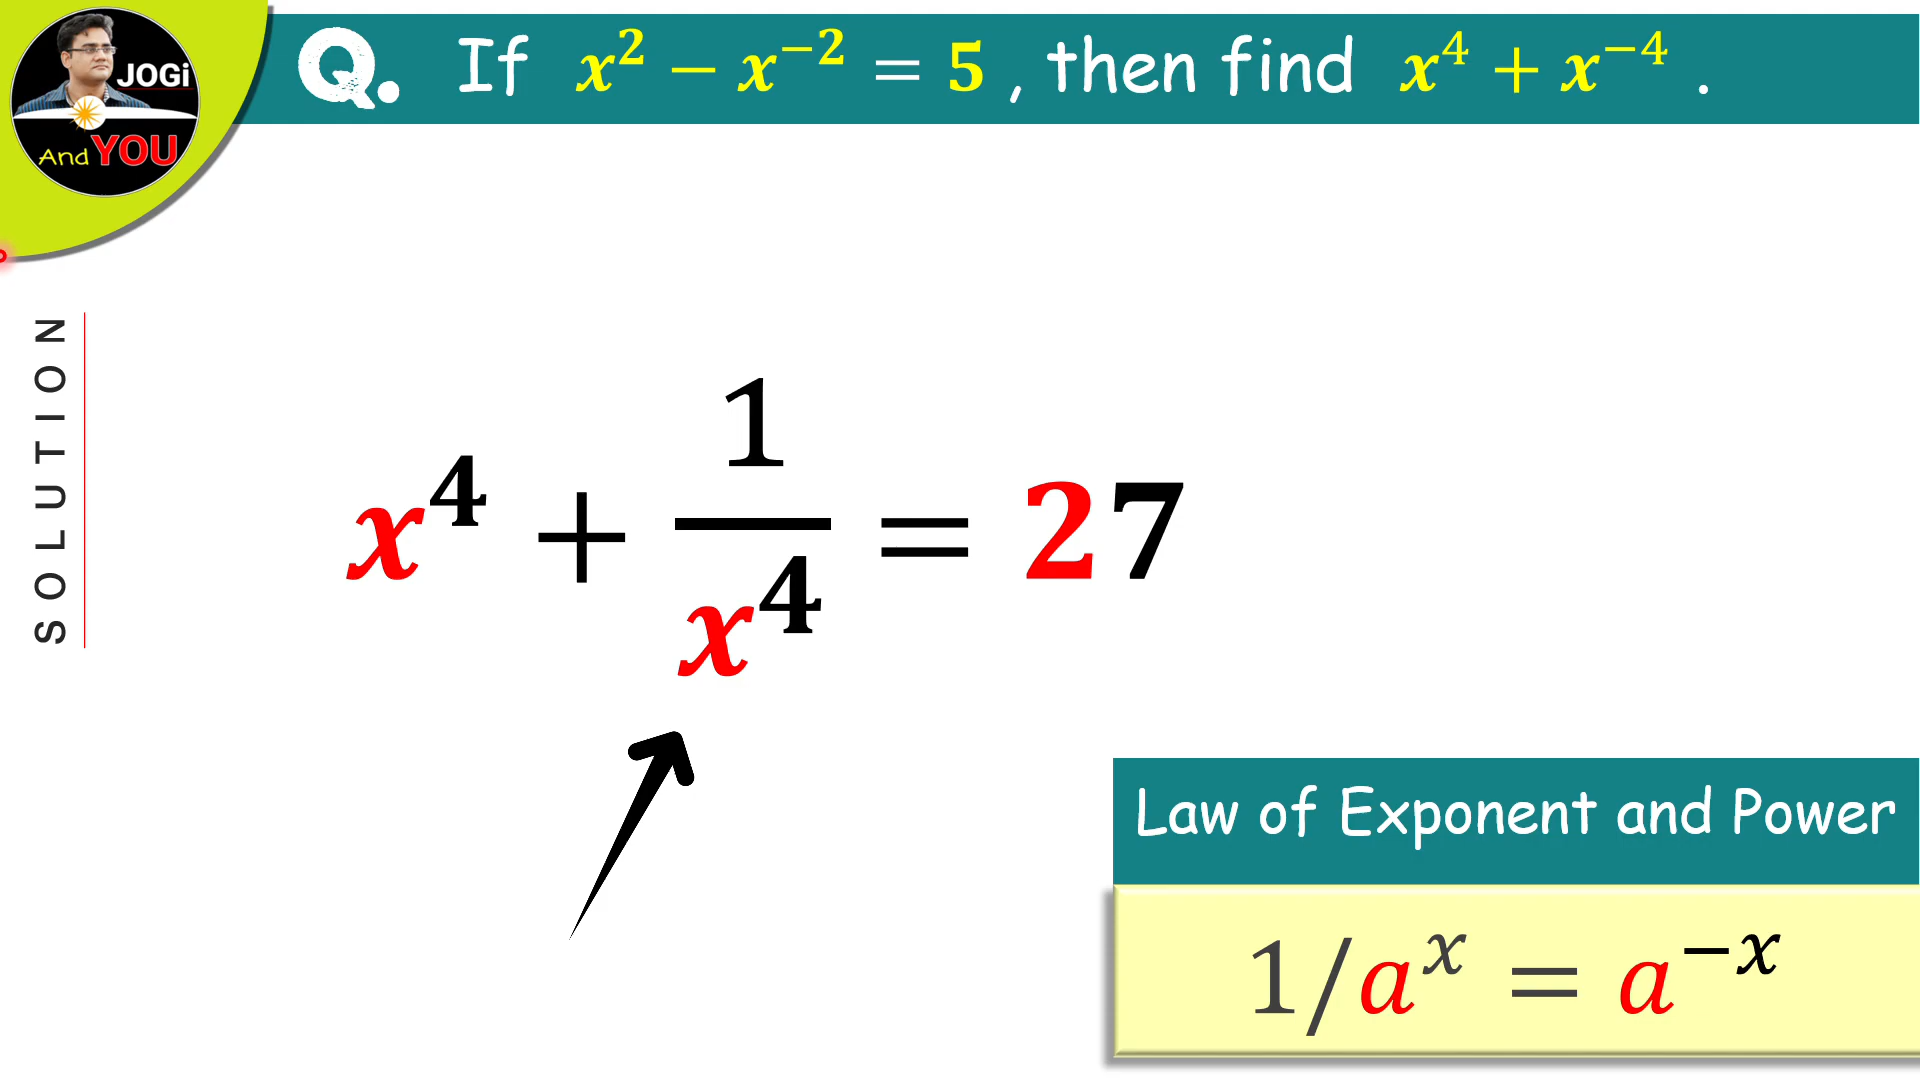 JOGi
And YOU
Q. If x² − x⁻² = 5 , then find x⁴ + x⁻⁴ .
SOLUTION
x⁴ + 1/x⁴ = 27
Law of Exponent and Power
1/aˣ = a⁻ˣ